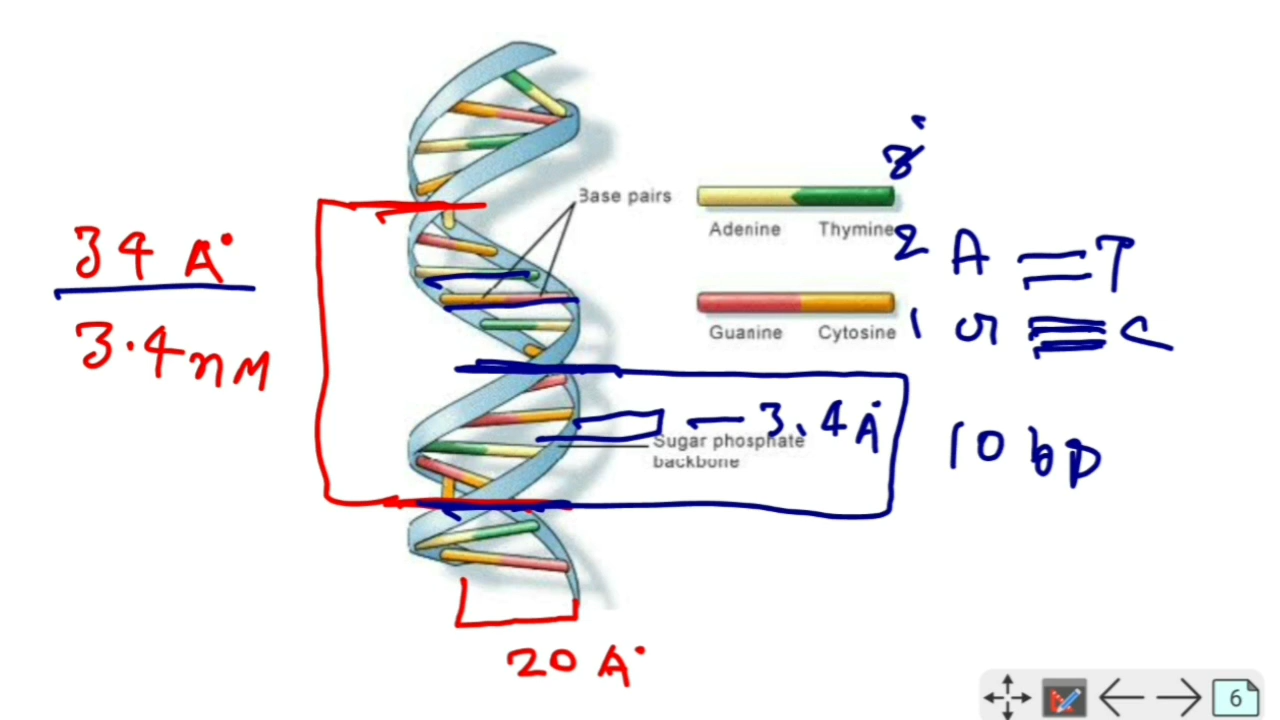 Base pairs
Adenine Thymine
Guanine Cytosine
34 A°
3.4 nM
2 A = T
1 G ≡ C
3.4 A°
Sugar phosphate
backbone
10 bp
20 A°
6